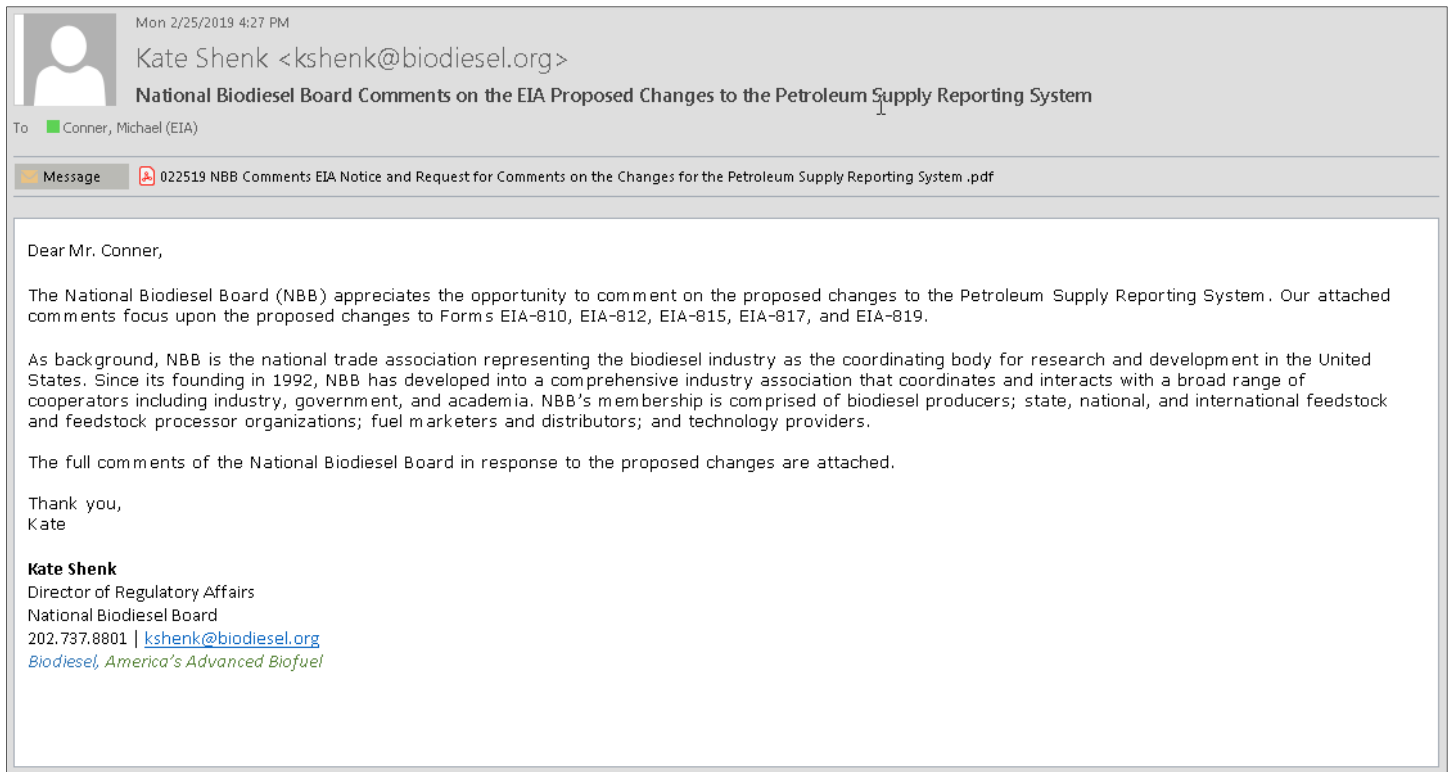 Mon 2/25/2019 4:27 PM
Kate Shenk <kshenk@biodiesel.org>
National Biodiesel Board Comments on the EIA Proposed Changes to the Petroleum Supply Reporting System
To Conner, Michael (EIA)
Message 022519 NBB Comments EIA Notice and Request for Comments on the Changes for the Petroleum Supply Reporting System .pdf
Dear Mr. Conner,
The National Biodiesel Board (NBB) appreciates the opportunity to comment on the proposed changes to the Petroleum Supply Reporting System. Our attached
comments focus upon the proposed changes to Forms EIA-810, EIA-812, EIA-815, EIA-817, and EIA-819.
As background, NBB is the national trade association representing the biodiesel industry as the coordinating body for research and development in the United
States. Since its founding in 1992, NBB has developed into a comprehensive industry association that coordinates and interacts with a broad range of
cooperators including industry, government, and academia. NBB's membership is comprised of biodiesel producers; state, national, and international feedstock
and feedstock processor organizations; fuel marketers and distributors; and technology providers.
The full comments of the National Biodiesel Board in response to the proposed changes are attached.
Thank you,
Kate
Kate Shenk
Director of Regulatory Affairs
National Biodiesel Board
202.737.8801 | kshenk@biodiesel.org
Biodiesel, America's Advanced Biofuel